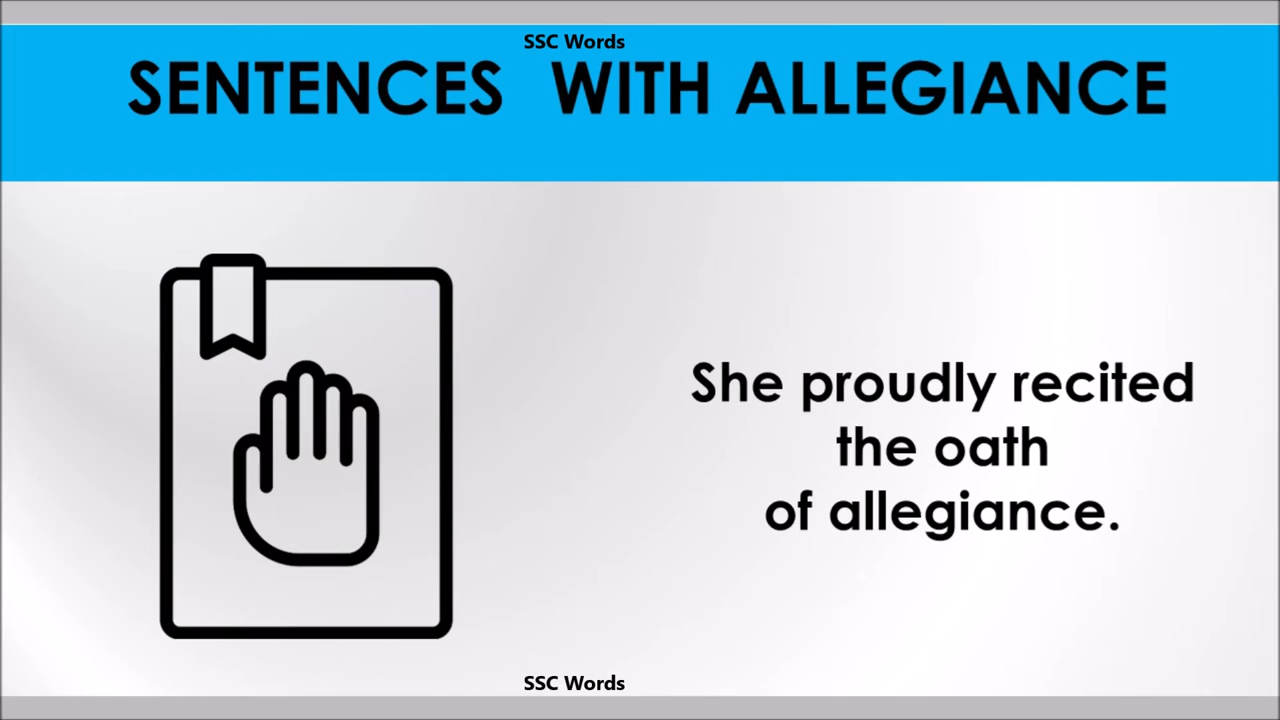 SSC Words
SENTENCES WITH ALLEGIANCE
She proudly recited
the oath
of allegiance.
SSC Words